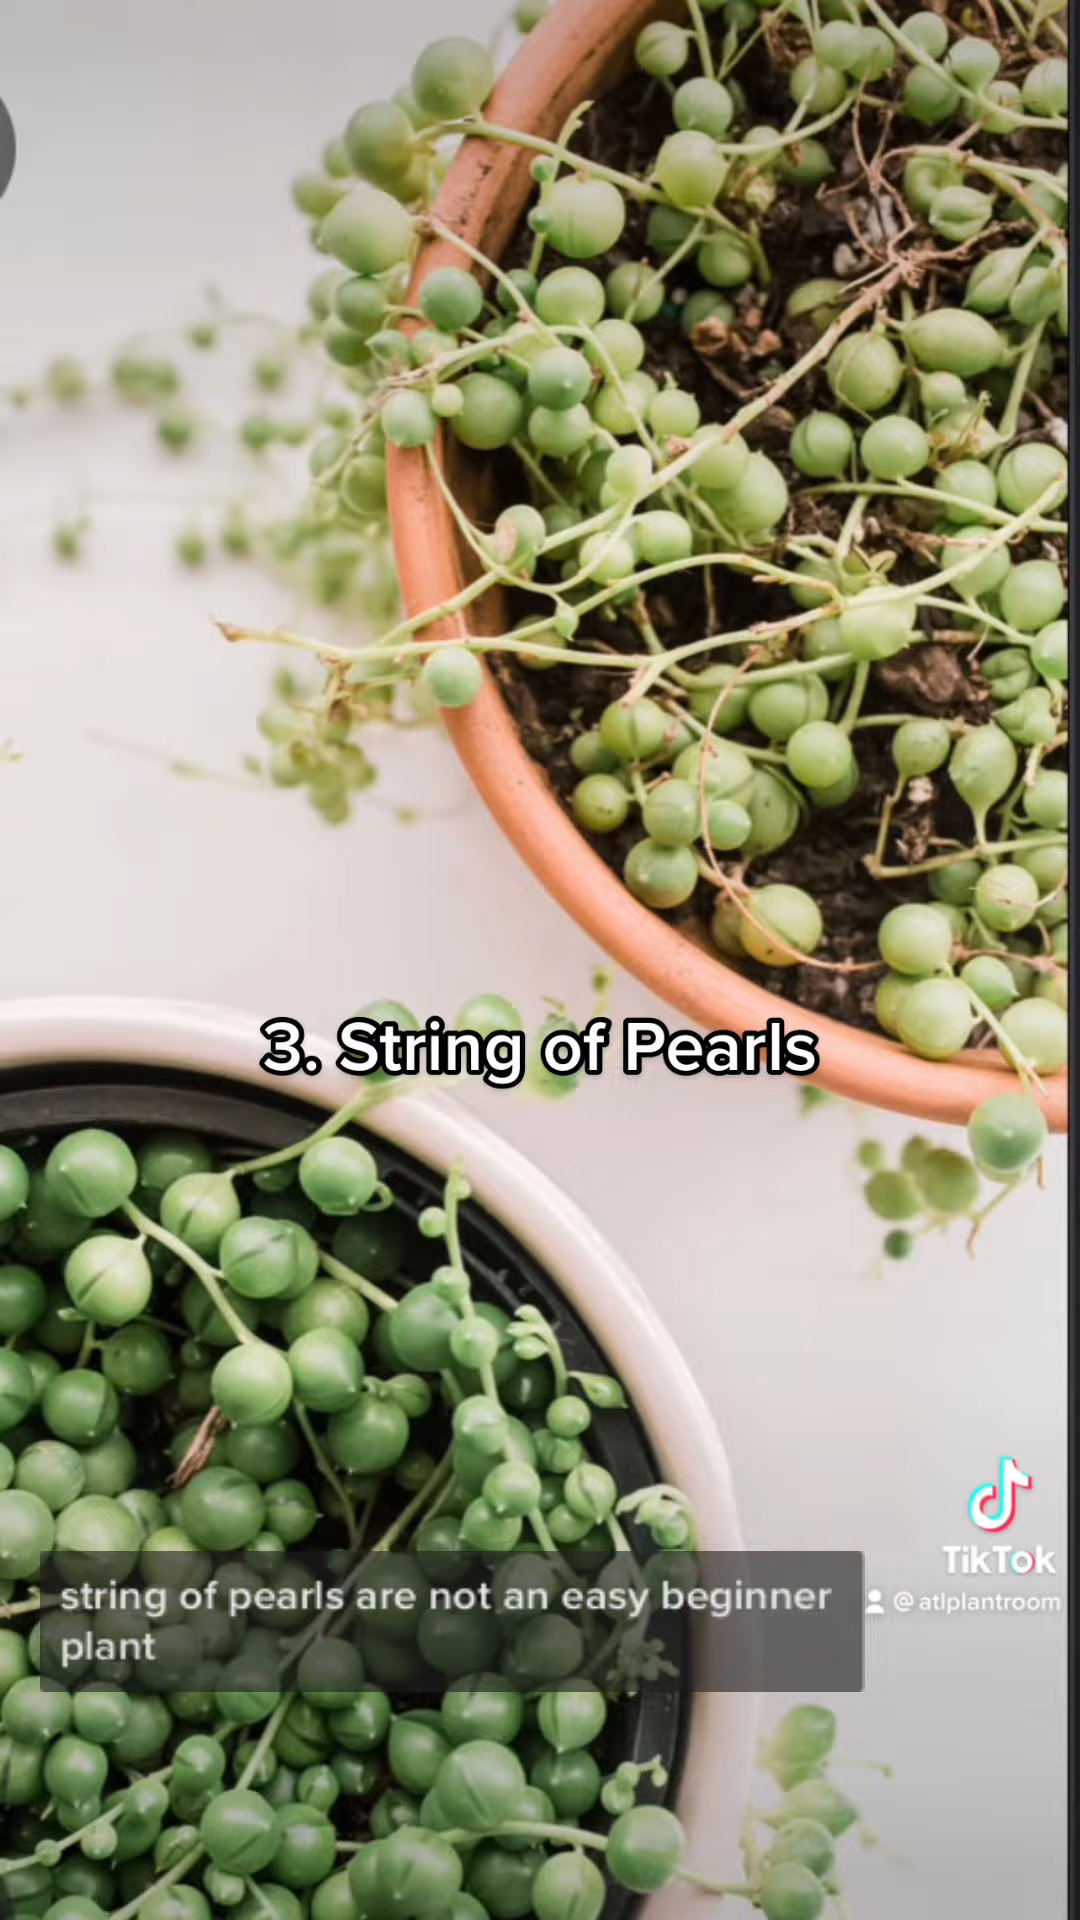 3. String of Pearls
string of pearls are not an easy beginner
plant
TikTok
@atlplantroom